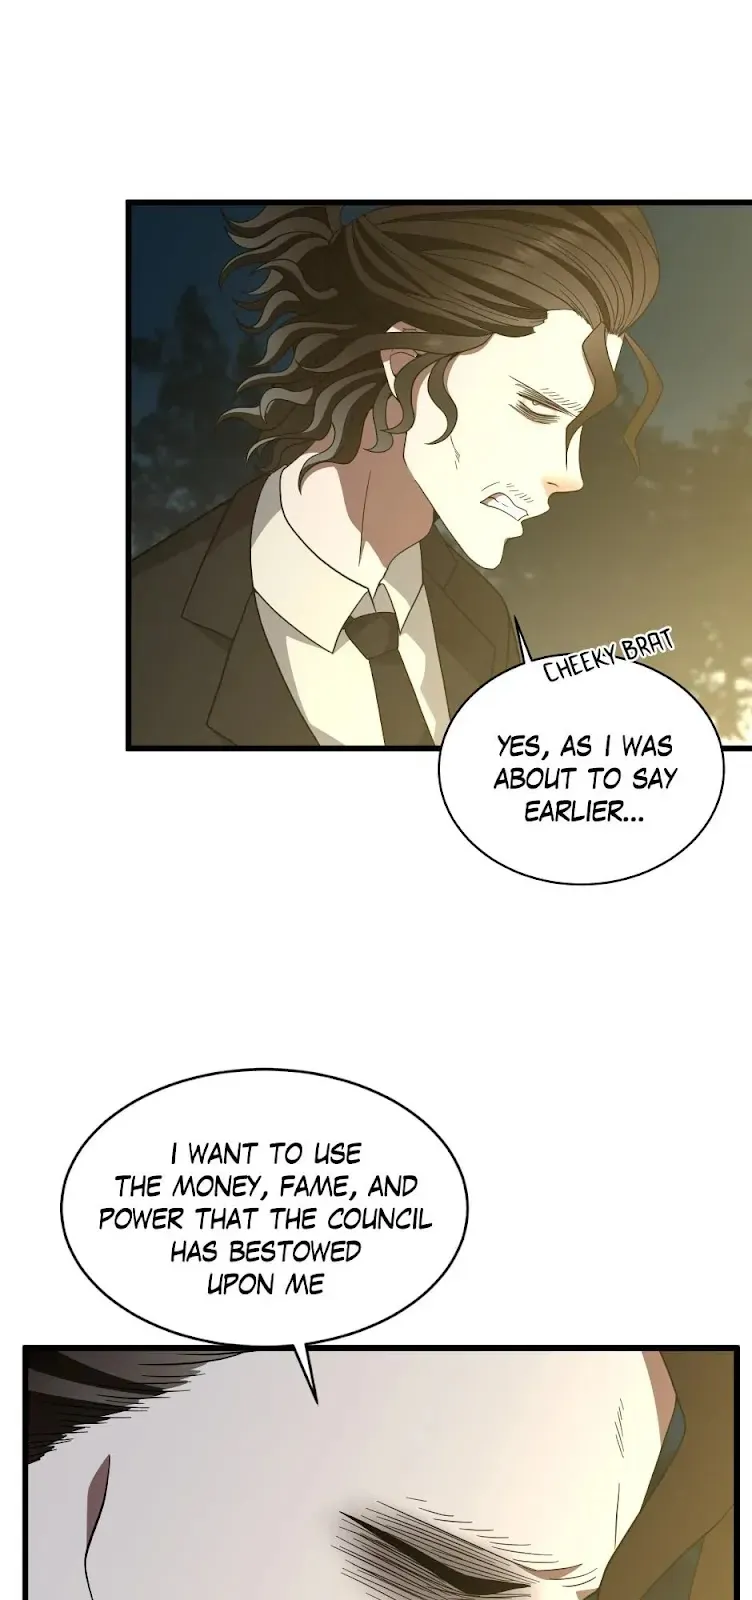 CHEEKY BRAT
YES, AS I WAS
ABOUT TO SAY
EARLIER...
I WANT TO USE
THE MONEY, FAME, AND
POWER THAT THE COUNCIL
HAS BESTOWED
UPON ME